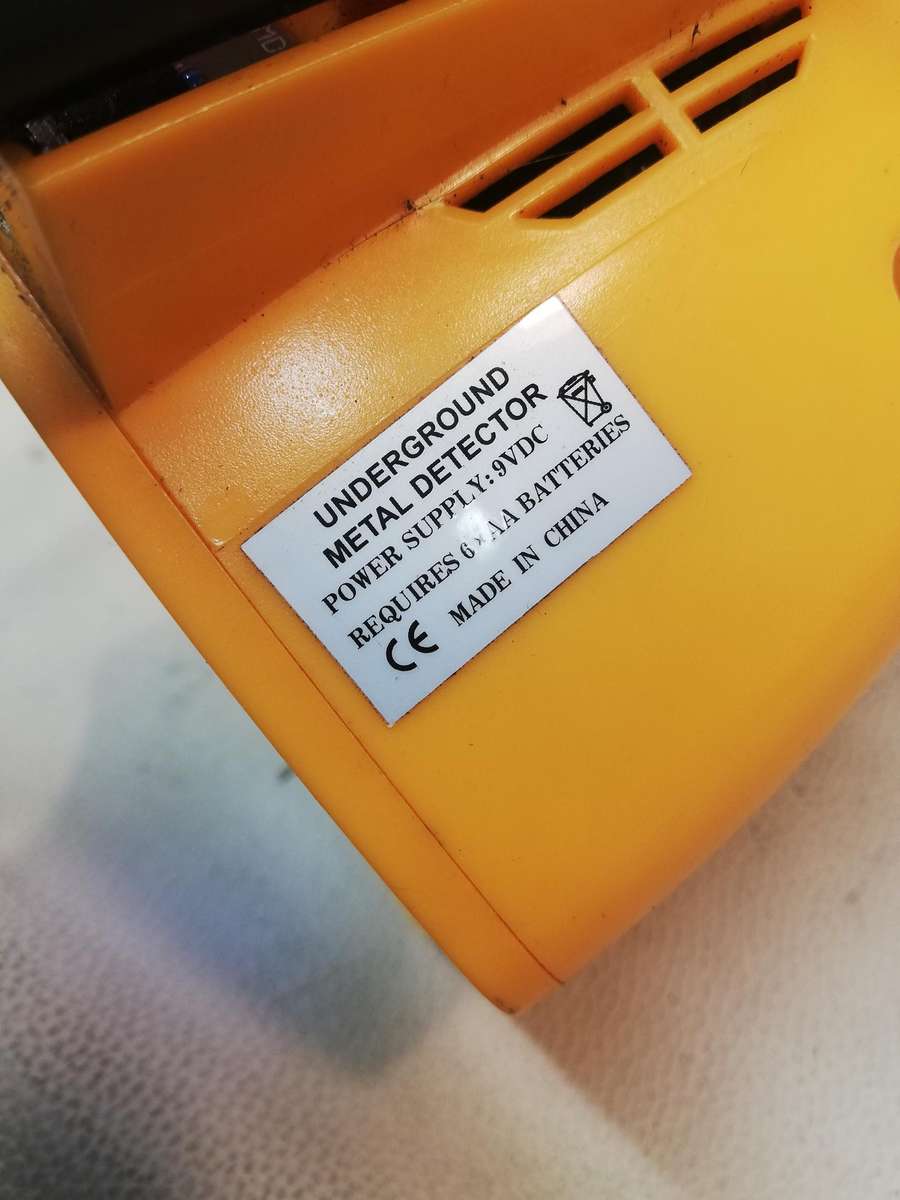 UNDERGROUND
METAL DETECTOR
POWER SUPPLY: 9VDC
REQUIRES 6×AA BATTERIES
CE MADE IN CHINA